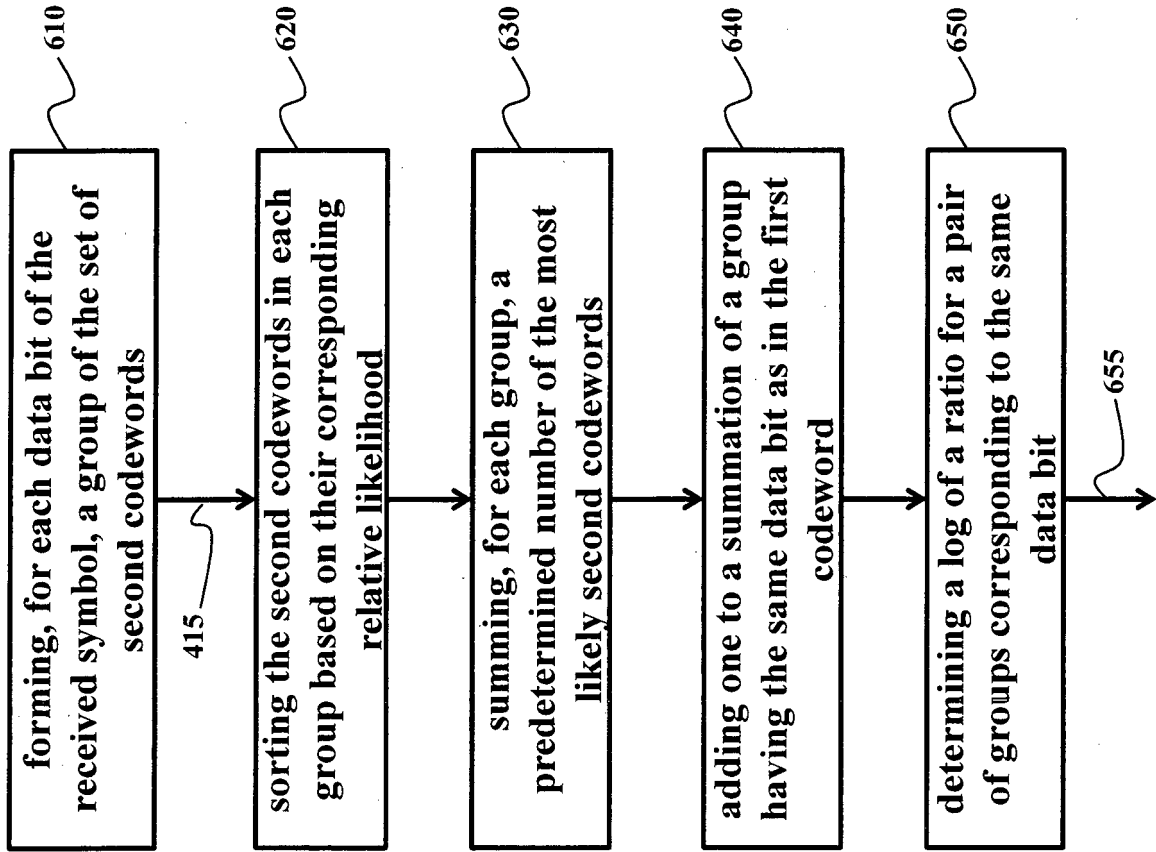 forming, for each data bit of the
received symbol, a group of the set of
second codewords
610
415
sorting the second codewords in each
group based on their corresponding
relative likelihood
620
summing, for each group, a
predetermined number of the most
likely second codewords
630
adding one to a summation of a group
having the same data bit as in the first
codeword
640
determining a log of a ratio for a pair
of groups corresponding to the same
data bit
650
655